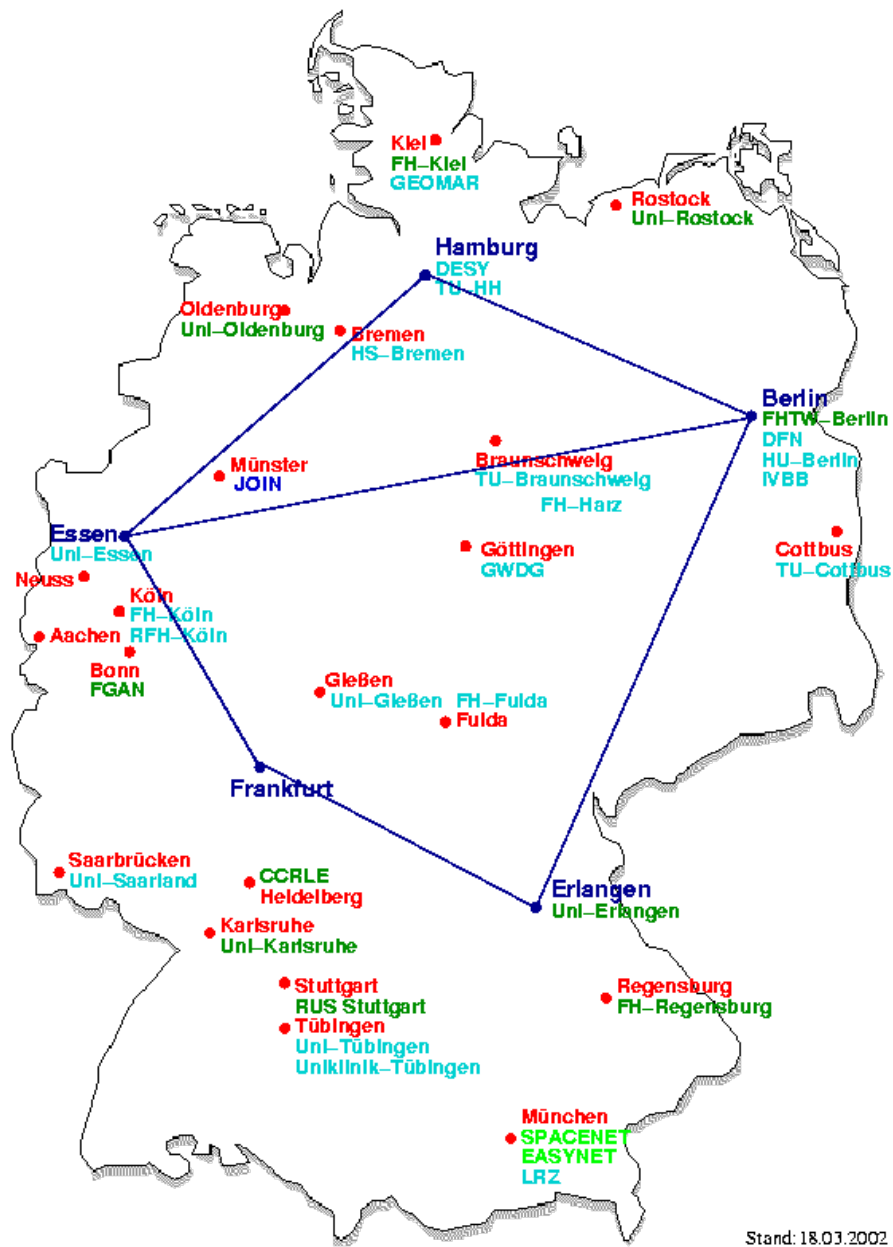 Kiel
FH-Kiel
GEOMAR
Rostock
Uni-Rostock
Hamburg
DESY
TU-HH
Oldenburg
Uni-Oldenburg
Bremen
HS-Bremen
Berlin
FHTW-Berlin
DFN
HU-Berlin
IVBB
Münster
JOIN
Braunschweig
TU-Braunschweig
FH-Harz
Essen
Uni-Essen
Göttingen
GWDG
Cottbus
TU-Cottbus
Neuss
Köln
FH-Köln
RFH-Köln
Aachen
Bonn
FGAN
Gießen
Uni-Gießen
FH-Fulda
Fulda
Frankfurt
Saarbrücken
Uni-Saarland
CCRLE
Heidelberg
Erlangen
Uni-Erlangen
Karlsruhe
Uni-Karlsruhe
Stuttgart
RUS Stuttgart
Regensburg
FH-Regensburg
Tübingen
Uni-Tübingen
Uniklinik-Tübingen
München
SPACENET
EASYNET
LRZ
Stand: 18.03.2002